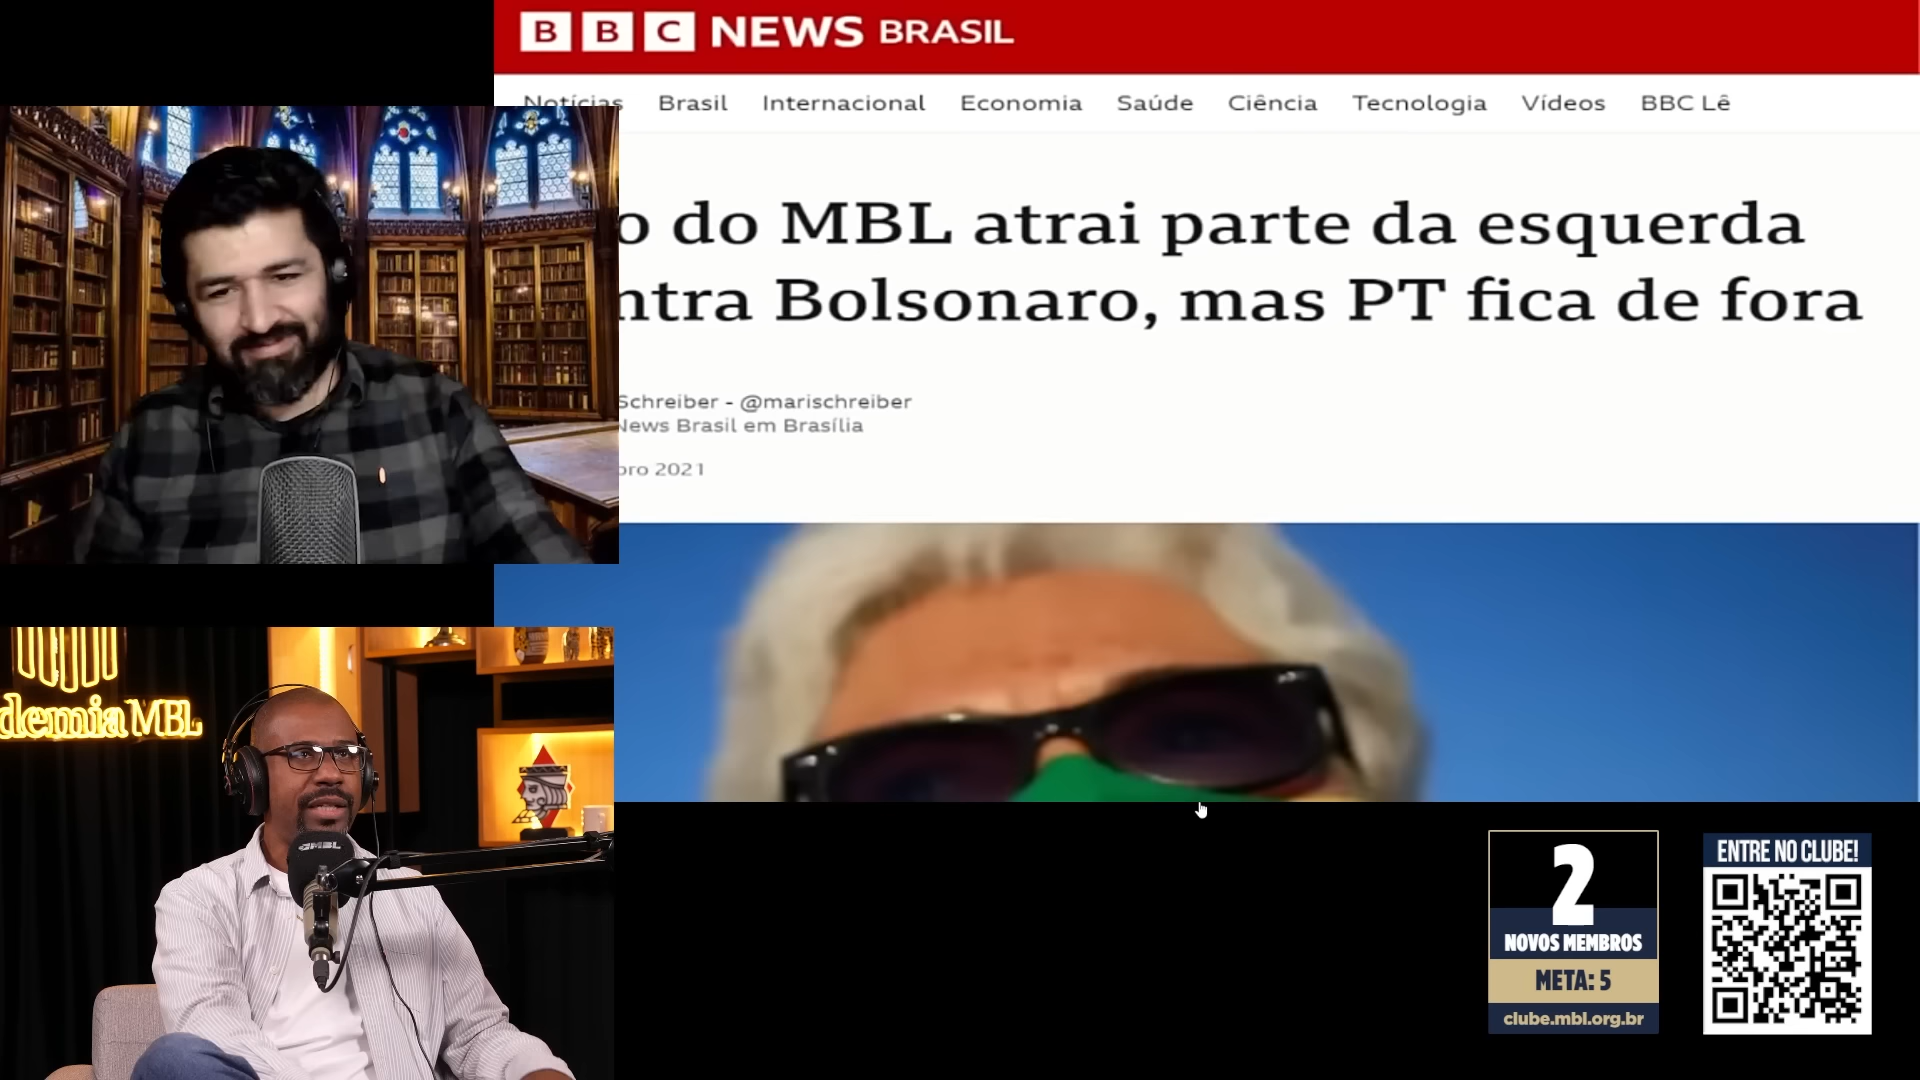 BBC NEWS BRASIL
Notícias Brasil Internacional Economia Saúde Ciência Tecnologia Vídeos BBC Lê
o do MBL atrai parte da esquerda
ntra Bolsonaro, mas PT fica de fora
Schreiber - @marischreiber
News Brasil em Brasília
bro 2021
demia MBL
MBL
2
NOVOS MEMBROS
META: 5
clube.mbl.org.br
ENTRE NO CLUBE!